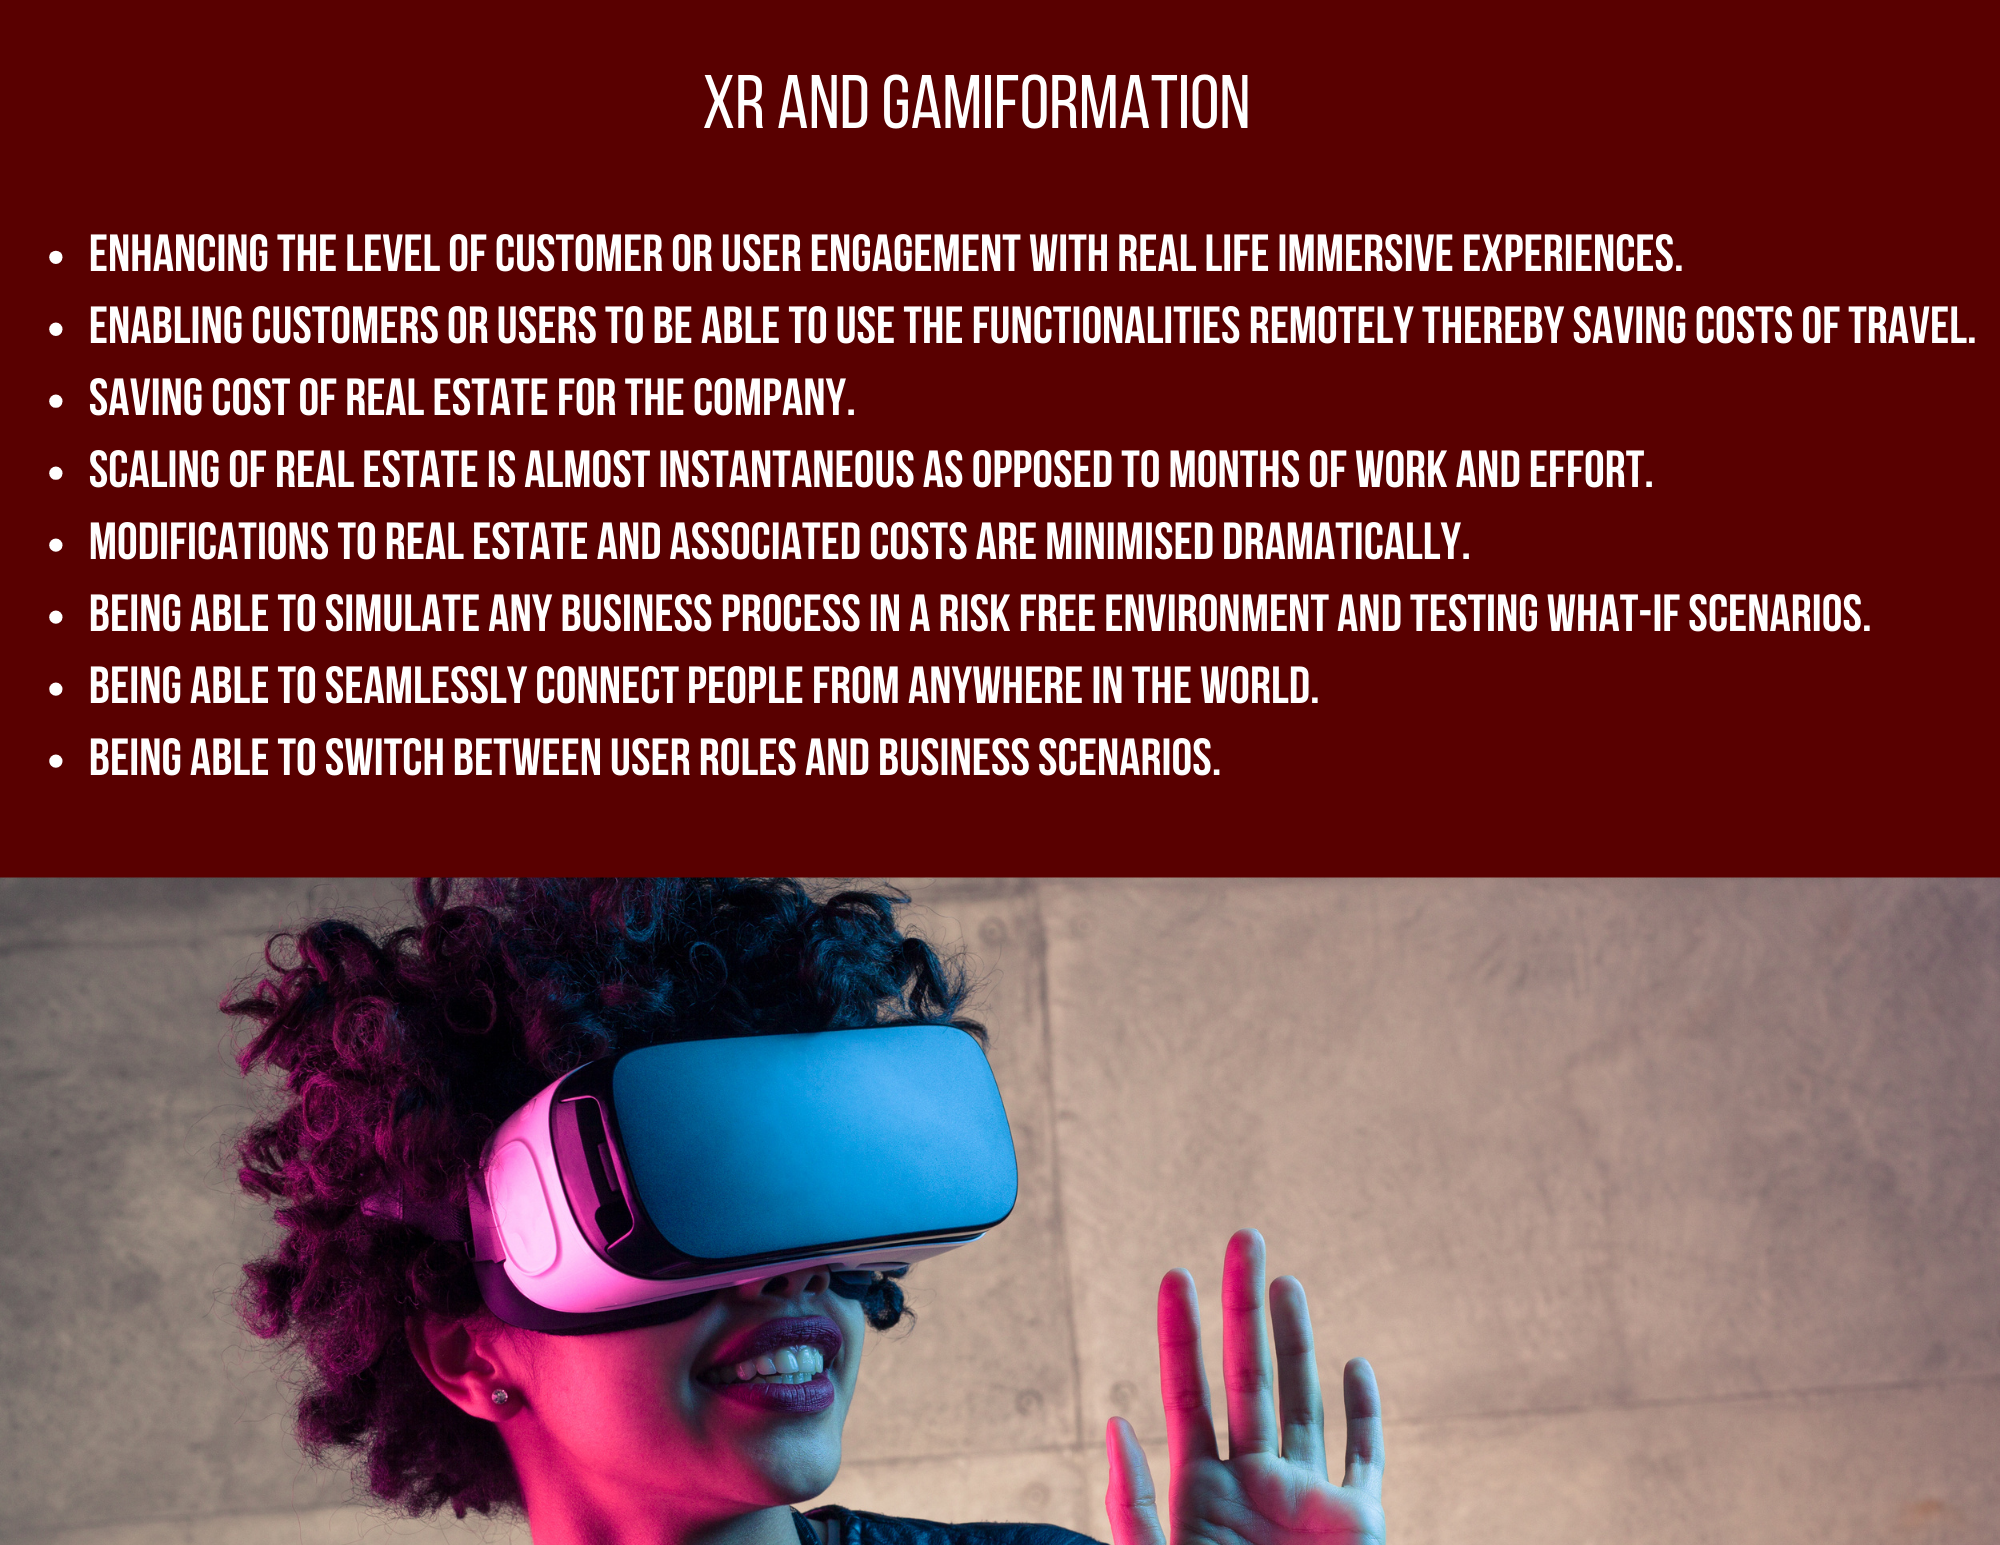 XR AND GAMIFORMATION
• ENHANCING THE LEVEL OF CUSTOMER OR USER ENGAGEMENT WITH REAL LIFE IMMERSIVE EXPERIENCES.
• ENABLING CUSTOMERS OR USERS TO BE ABLE TO USE THE FUNCTIONALITIES REMOTELY THEREBY SAVING COSTS OF TRAVEL.
• SAVING COST OF REAL ESTATE FOR THE COMPANY.
• SCALING OF REAL ESTATE IS ALMOST INSTANTANEOUS AS OPPOSED TO MONTHS OF WORK AND EFFORT.
• MODIFICATIONS TO REAL ESTATE AND ASSOCIATED COSTS ARE MINIMISED DRAMATICALLY.
• BEING ABLE TO SIMULATE ANY BUSINESS PROCESS IN A RISK FREE ENVIRONMENT AND TESTING WHAT-IF SCENARIOS.
• BEING ABLE TO SEAMLESSLY CONNECT PEOPLE FROM ANYWHERE IN THE WORLD.
• BEING ABLE TO SWITCH BETWEEN USER ROLES AND BUSINESS SCENARIOS.